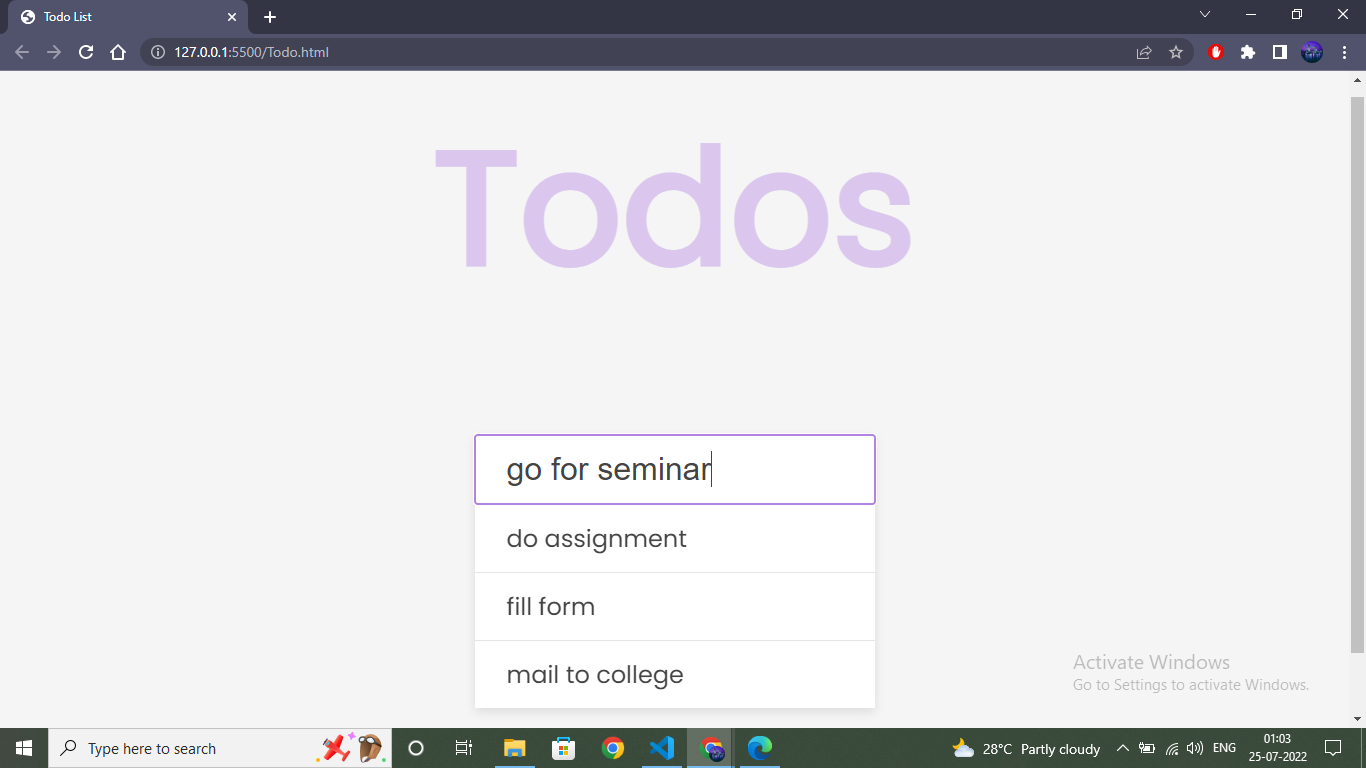 Todo List
127.0.0.1:5500/Todo.html
Todos
go for seminar
do assignment
fill form
mail to college
Activate Windows
Go to Settings to activate Windows.
Type here to search
28°C Partly cloudy
ENG
01:03
25-07-2022